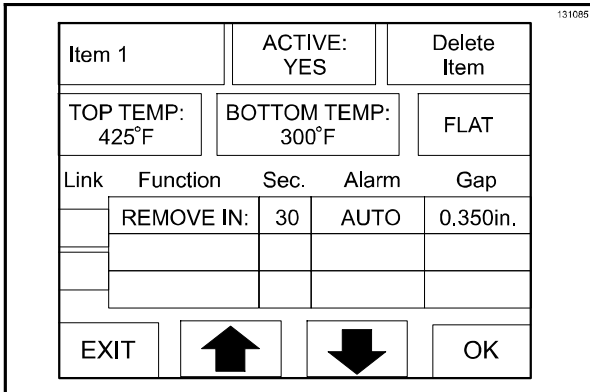 131085
Item 1
ACTIVE:
YES
Delete
Item
TOP TEMP:
425°F
BOTTOM TEMP:
300°F
FLAT
Link Function Sec. Alarm Gap
REMOVE IN: 30 AUTO 0.350in.
EXIT
OK